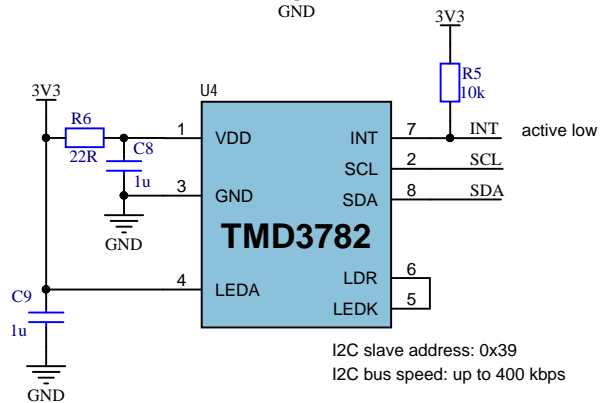 GND
3V3
R5
10k
U4
3V3
R6
22R
C8
1u
1
VDD
INT
7
INT
active low
SCL
2
SCL
3
GND
SDA
8
SDA
TMD3782
GND
LDR
6
4
LEDA
LEDK
5
C9
1u
GND
I2C slave address: 0x39
I2C bus speed: up to 400 kbps